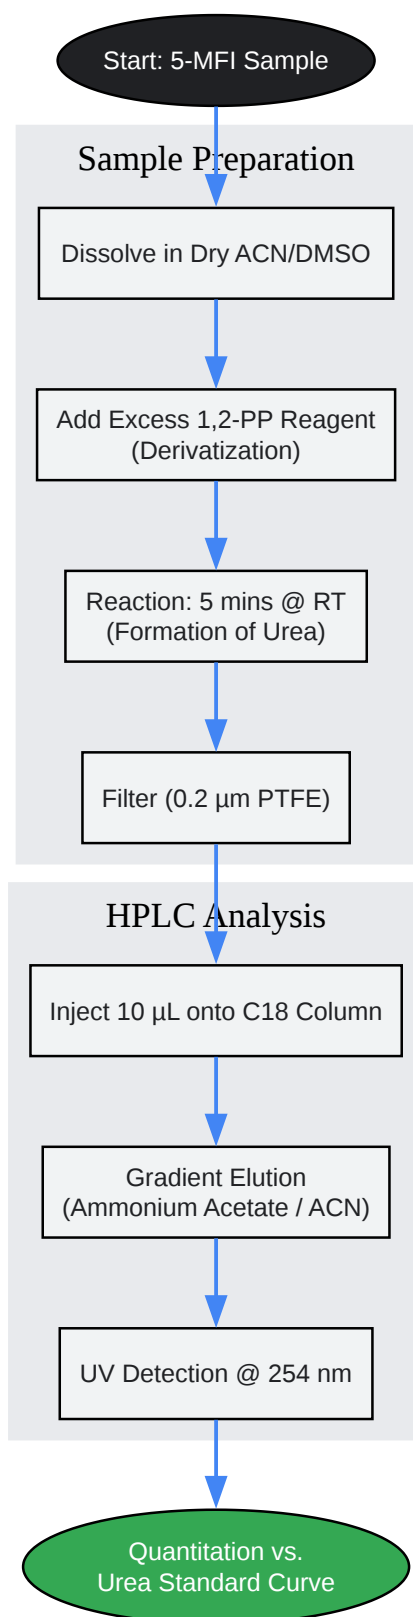 Start: 5-MFI Sample
Sample Preparation
Dissolve in Dry ACN/DMSO
Add Excess 1,2-PP Reagent
(Derivatization)
Reaction: 5 mins @ RT
(Formation of Urea)
Filter (0.2 µm PTFE)
HPLC Analysis
Inject 10 µL onto C18 Column
Gradient Elution
(Ammonium Acetate / ACN)
UV Detection @ 254 nm
Quantitation vs.
Urea Standard Curve